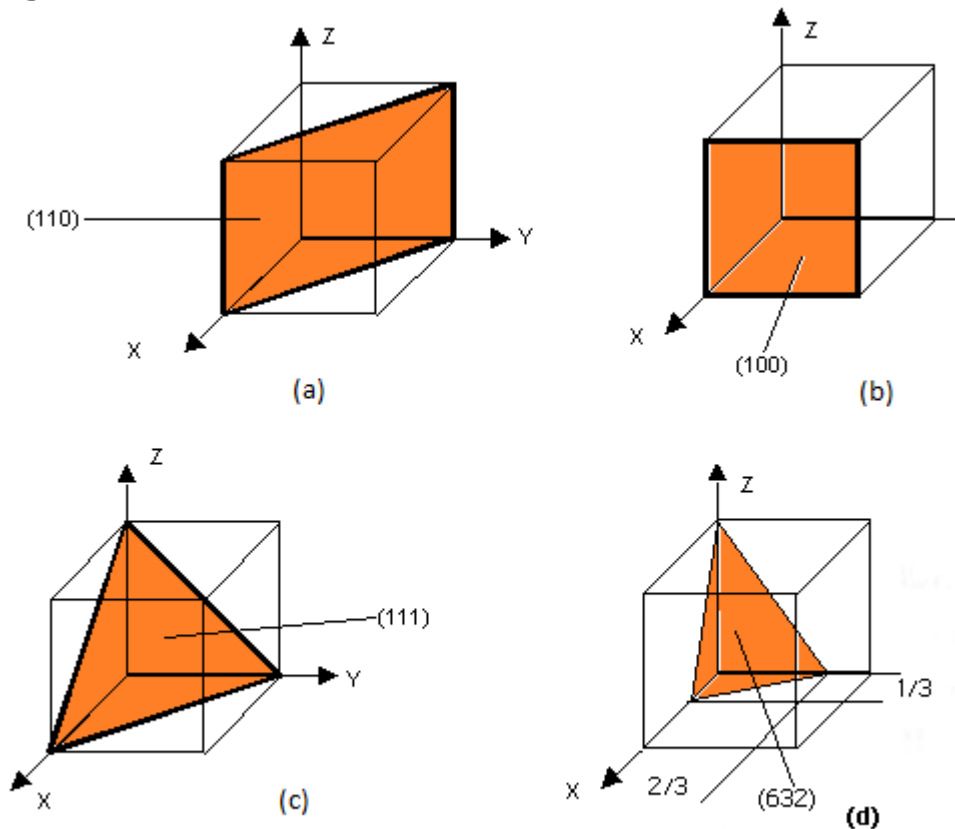 Z
(110)
Y
X
(a)
Z
X
(100)
(b)
Z
(111)
Y
X
(c)
Z
1/3
X
2/3
(632)
(d)